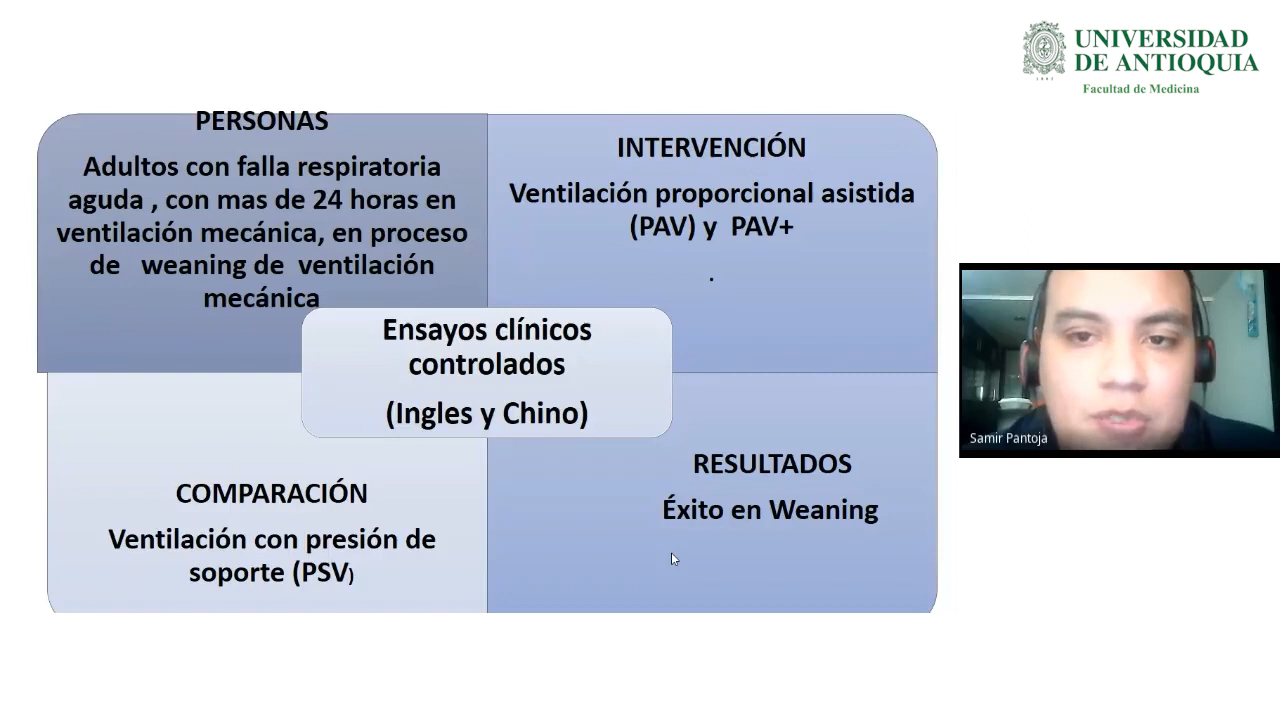 UNIVERSIDAD
DE ANTIOQUIA
Facultad de Medicina
PERSONAS
Adultos con falla respiratoria
aguda , con mas de 24 horas en
ventilación mecánica, en proceso
de weaning de ventilación
mecánica
INTERVENCIÓN
Ventilación proporcional asistida
(PAV) y PAV+
.
Ensayos clínicos
controlados
(Ingles y Chino)
COMPARACIÓN
Ventilación con presión de
soporte (PSV)
RESULTADOS
Éxito en Weaning
Samir Pantoja